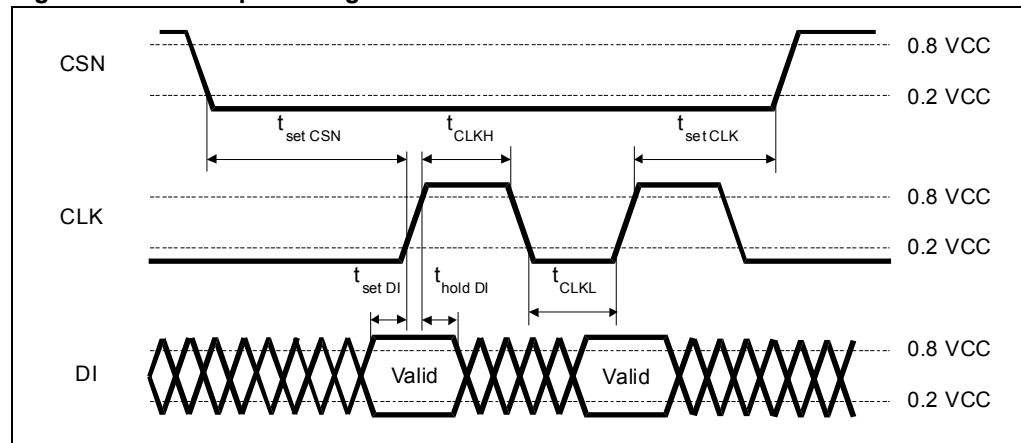 CSN
0.8 VCC
0.2 VCC
t set CSN
t CLKH
t set CLK
CLK
0.8 VCC
0.2 VCC
t set DI
t hold DI
t CLKL
DI
Valid
Valid
0.8 VCC
0.2 VCC